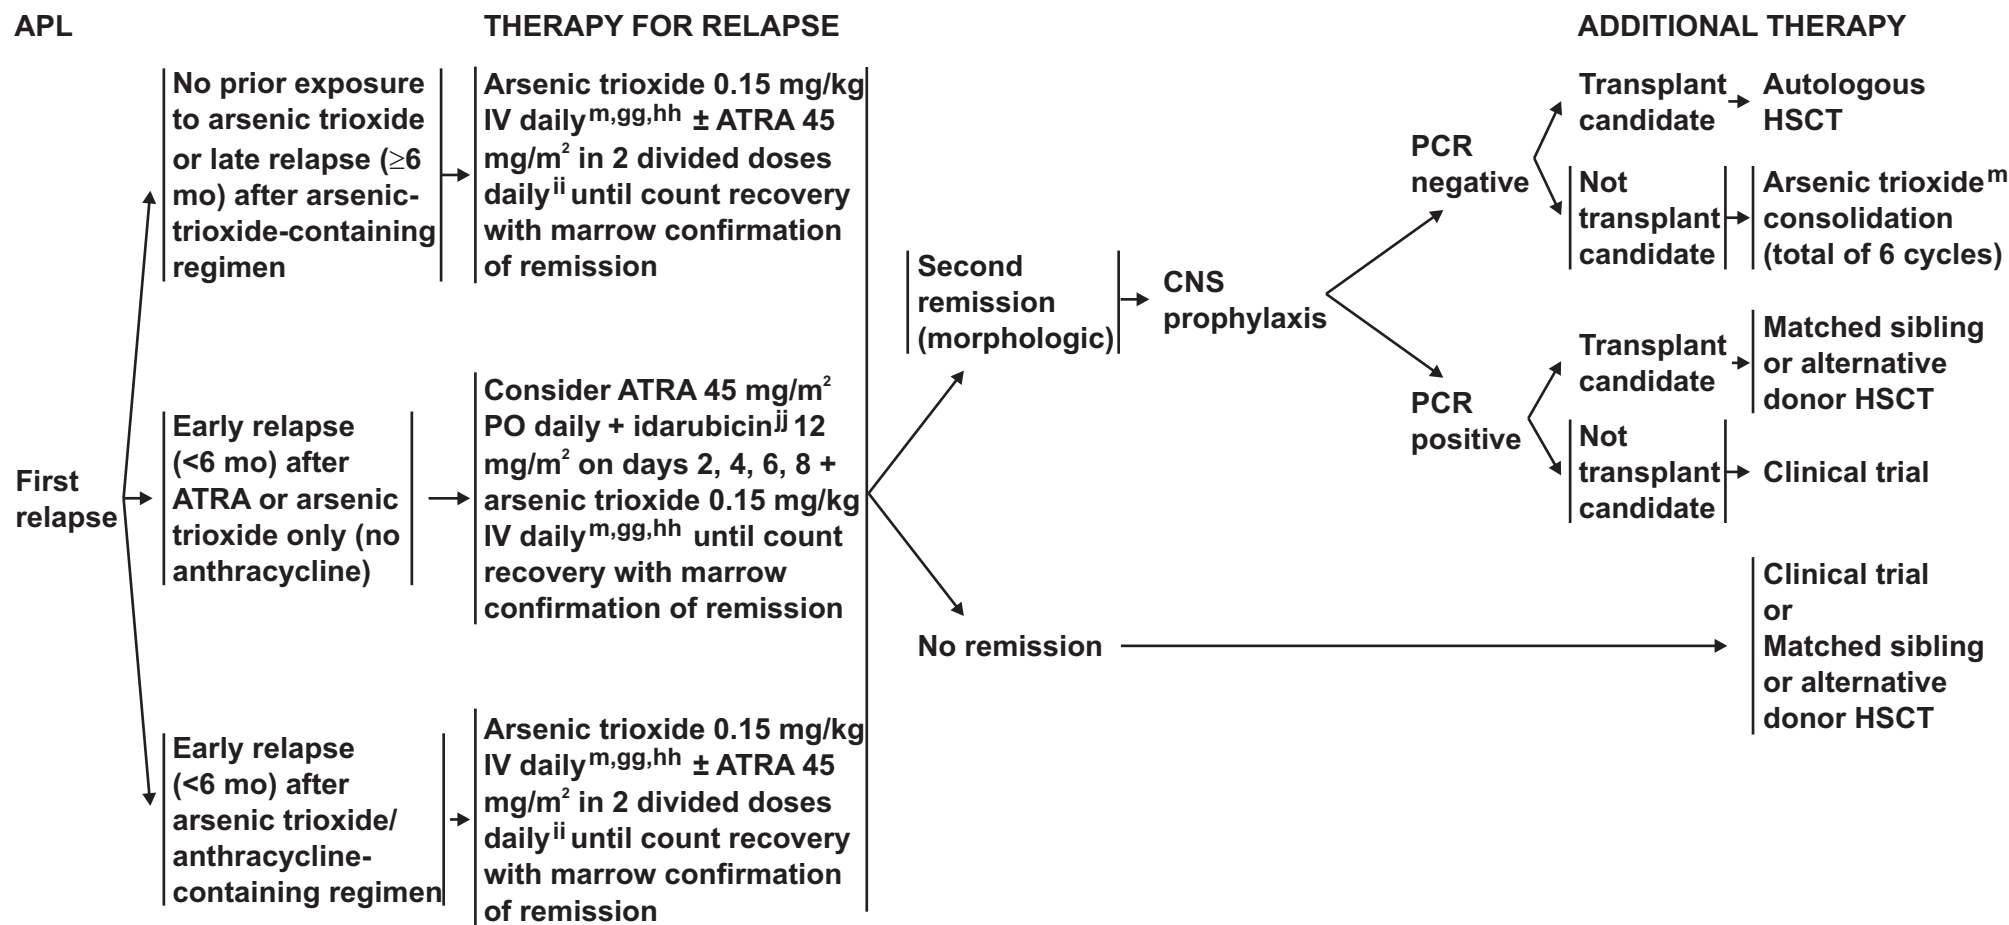 APL
THERAPY FOR RELAPSE
ADDITIONAL THERAPY
First
relapse
No prior exposure
to arsenic trioxide
or late relapse (≥6
mo) after arsenic-
trioxide-containing
regimen
Arsenic trioxide 0.15 mg/kg
IV daily m,gg,hh ± ATRA 45
mg/m² in 2 divided doses
daily ii until count recovery
with marrow confirmation
of remission
Early relapse
(<6 mo) after
ATRA or arsenic
trioxide only (no
anthracycline)
Consider ATRA 45 mg/m²
PO daily + idarubicin jj 12
mg/m² on days 2, 4, 6, 8 +
arsenic trioxide 0.15 mg/kg
IV daily m,gg,hh until count
recovery with marrow
confirmation of remission
Early relapse
(<6 mo) after
arsenic trioxide/
anthracycline-
containing regimen
Arsenic trioxide 0.15 mg/kg
IV daily m,gg,hh ± ATRA 45
mg/m² in 2 divided doses
daily ii until count recovery
with marrow confirmation
of remission
Second
remission
(morphologic)
CNS
prophylaxis
PCR
negative
Transplant
candidate
Autologous
HSCT
Not
transplant
candidate
Arsenic trioxide m
consolidation
(total of 6 cycles)
PCR
positive
Transplant
candidate
Matched sibling
or alternative
donor HSCT
Not
transplant
candidate
Clinical trial
No remission
Clinical trial
or
Matched sibling
or alternative
donor HSCT